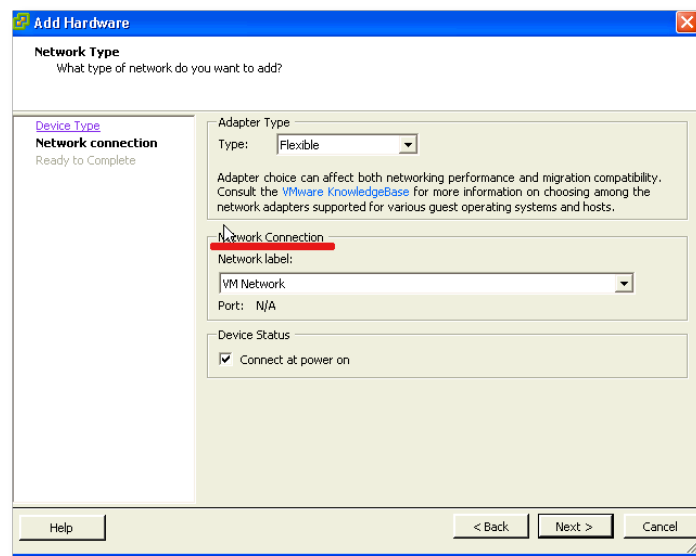 Add Hardware
Network Type
What type of network do you want to add?
Device Type
Network connection
Ready to Complete
Adapter Type
Type: Flexible
Adapter choice can affect both networking performance and migration compatibility.
Consult the VMware KnowledgeBase for more information on choosing among the
network adapters supported for various guest operating systems and hosts.
Network Connection
Network label:
VM Network
Port: N/A
Device Status
Connect at power on
Help
< Back
Next >
Cancel